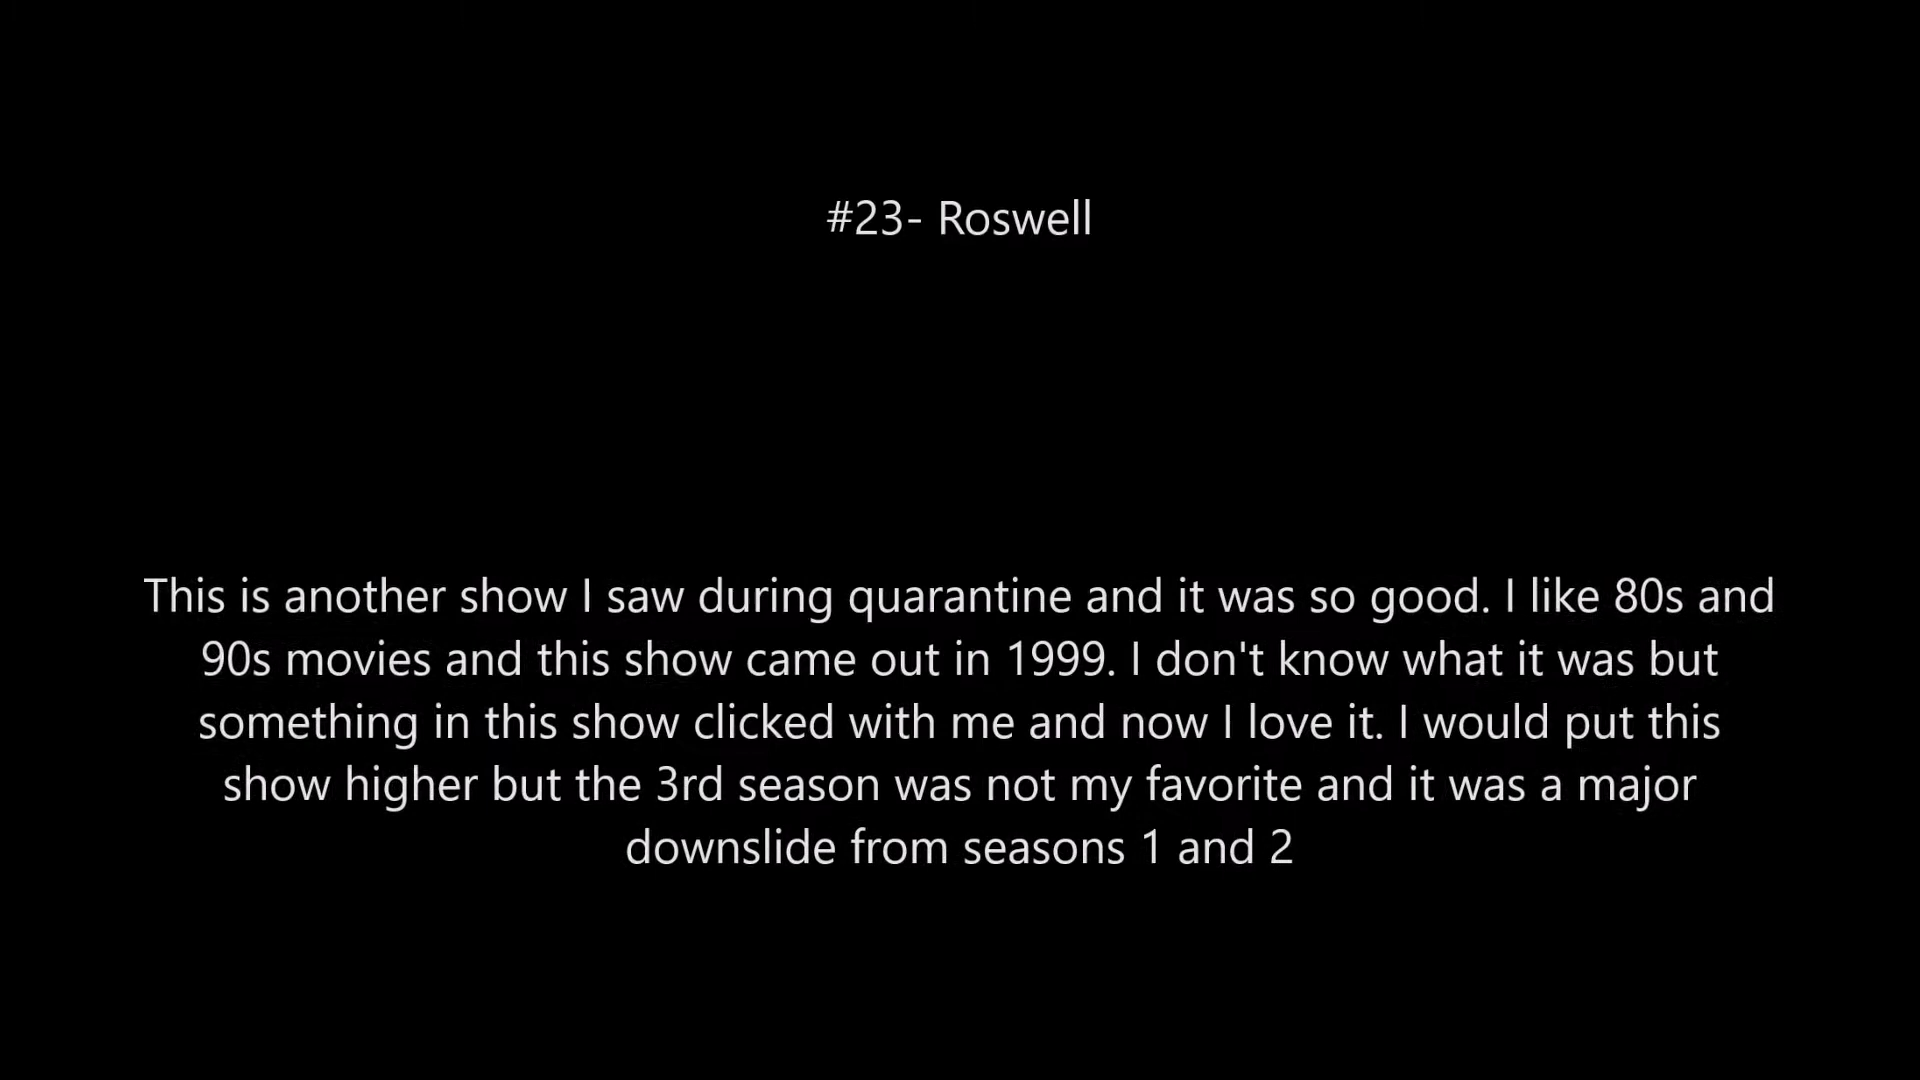 #23- Roswell
This is another show I saw during quarantine and it was so good. I like 80s and
90s movies and this show came out in 1999. I don't know what it was but
something in this show clicked with me and now I love it. I would put this
show higher but the 3rd season was not my favorite and it was a major
downslide from seasons 1 and 2